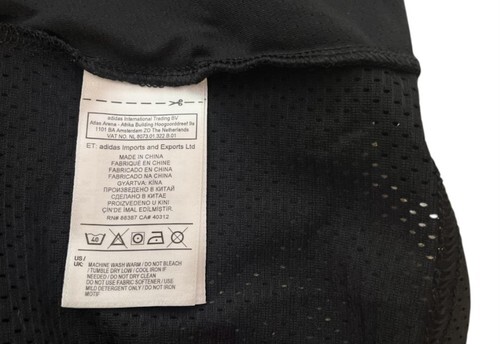 adidas International Trading BV
Atlas Arena - Afrika Building Hoogoorddreef 9a
1101 BA Amsterdam ZO The Netherlands
VAT NL 8073.01.322.B.01
ET: adidas Imports and Exports Ltd
MADE IN CHINA
FABRIQUÉ EN CHINE
FABRICADO EN CHINA
FABRICADO NA CHINA
GYÁRTVA: KÍNA
ПРОИЗВЕДЕНО В КИТАЙ
СДЕЛАНО В КИТАЕ
PROIZVEDENO U KINI
ÇİN'DE İMAL EDİLMİŞTİR.
RN# 88387 CA# 40312
40
US /
UK:
MACHINE WASH WARM / DO NOT BLEACH
/ TUMBLE DRY LOW / COOL IRON IF
NEEDED / DO NOT DRY CLEAN
DO NOT USE FABRIC SOFTENER / USE
MILD DETERGENT ONLY / DO NOT IRON
MOTIF